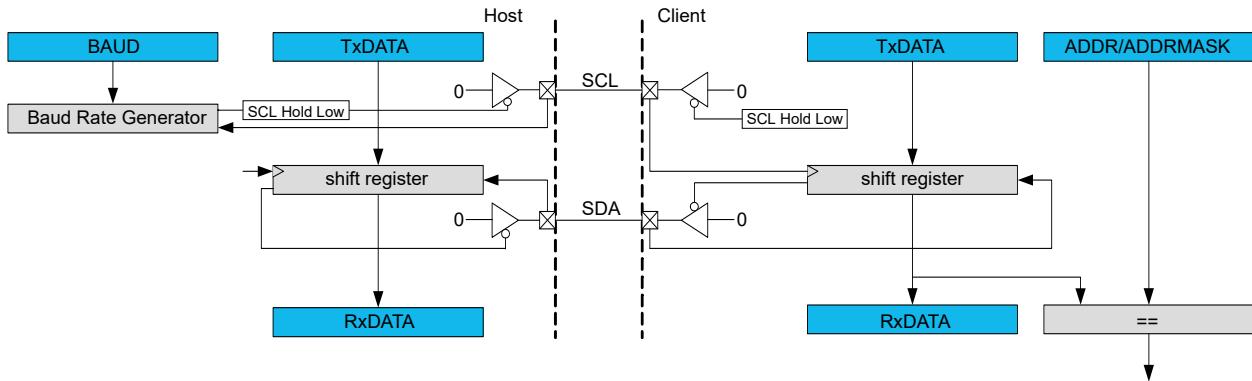 Host
Client
BAUD
TxDATA
TxDATA
ADDR/ADDRMASK
0
SCL
0
SCL Hold Low
SCL Hold Low
Baud Rate Generator
shift register
shift register
0
SDA
0
RxDATA
RxDATA
==